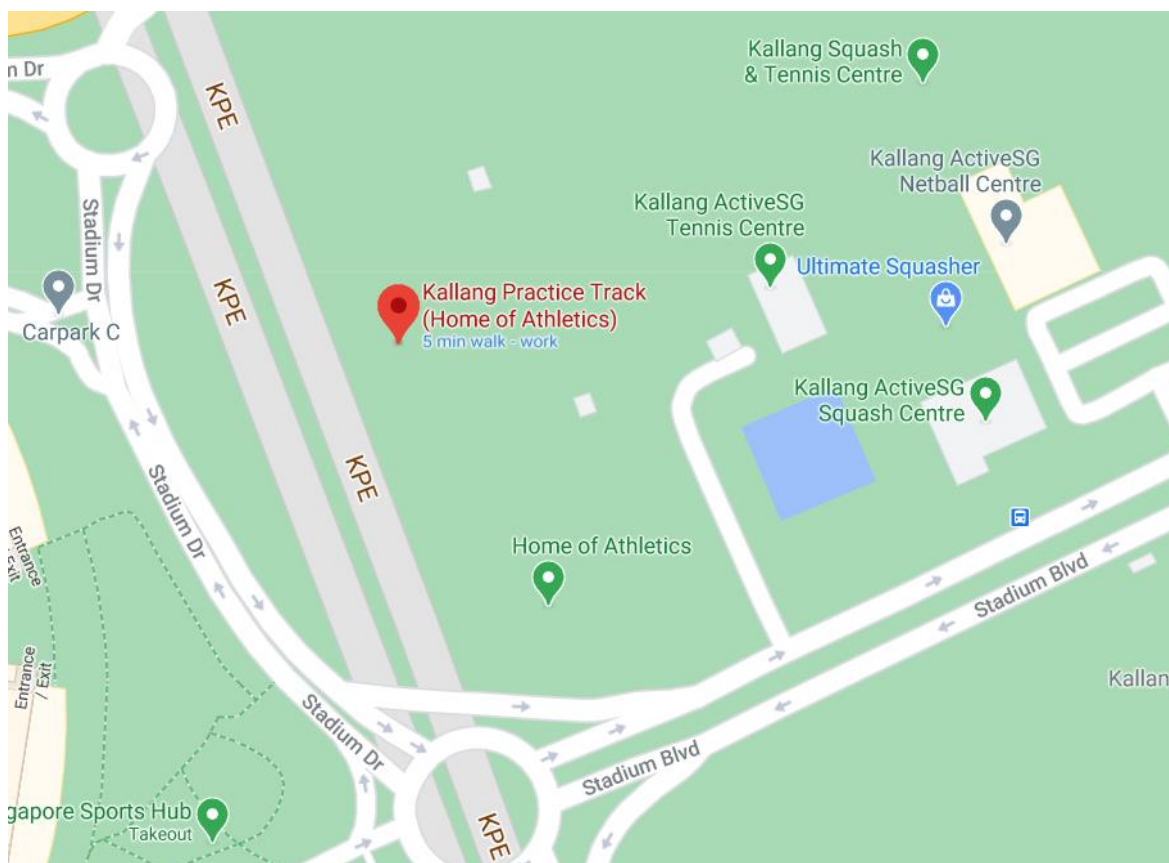 m Dr
KPE
Kallang Squash
& Tennis Centre
Kallang ActiveSG
Netball Centre
Kallang ActiveSG
Tennis Centre
Stadium Dr
Ultimate Squasher
KPE
Kallang Practice Track
(Home of Athletics)
5 min walk - work
Carpark C
Kallang ActiveSG
Squash Centre
KPE
Stadium Dr
Entrance
/ Exit
Home of Athletics
Stadium Blvd
Entrance
/ Exit
Kallan
Stadium Dr
Stadium Blvd
gapore Sports Hub
Takeout
KPE